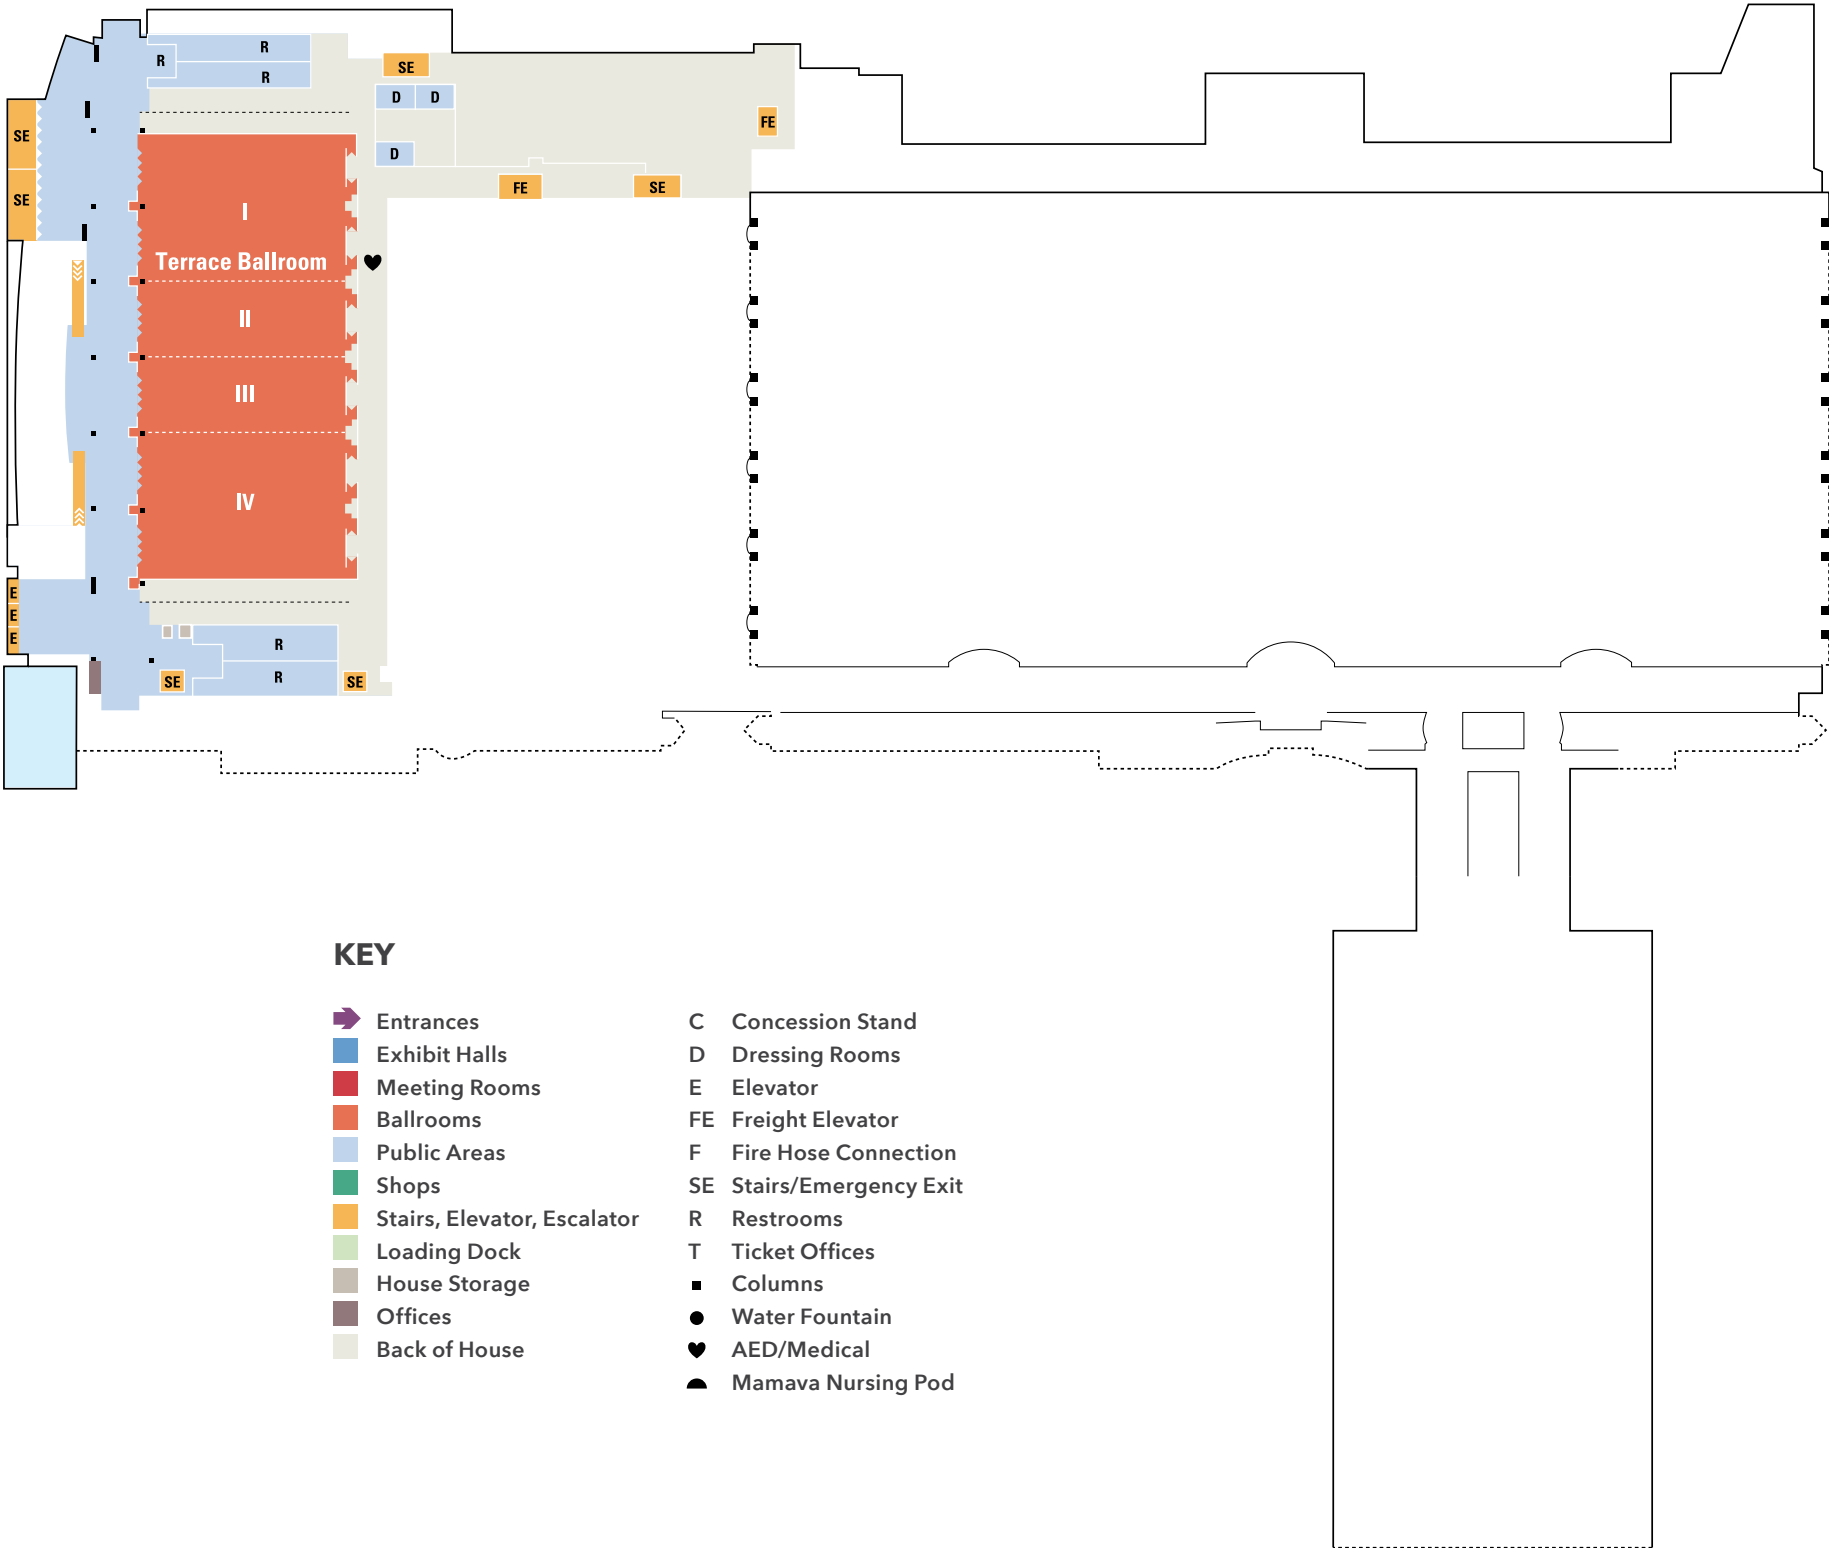 R
R
R
SE
D
D
FE
SE
D
FE
SE
SE
I
Terrace Ballroom
II
III
IV
E
E
E
R
R
SE
SE
KEY
Entrances
Exhibit Halls
Meeting Rooms
Ballrooms
Public Areas
Shops
Stairs, Elevator, Escalator
Loading Dock
House Storage
Offices
Back of House
C Concession Stand
D Dressing Rooms
E Elevator
FE Freight Elevator
F Fire Hose Connection
SE Stairs/Emergency Exit
R Restrooms
T Ticket Offices
Columns
Water Fountain
AED/Medical
Mamava Nursing Pod